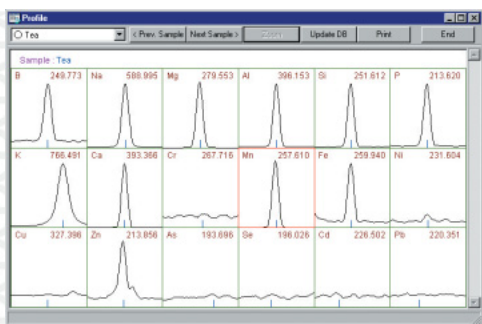 Profile
Tea < Prev. Sample Next Sample > Zoom Update DB Print End
Sample : Tea
B 249.773 Na 588.995 Mg 279.553 Al 396.153 Si 251.612 P 213.620
K 766.491 Ca 393.366 Cr 267.716 Mn 257.610 Fe 259.940 Ni 231.604
Cu 327.396 Zn 213.856 As 193.696 Se 196.026 Cd 226.502 Pb 220.351